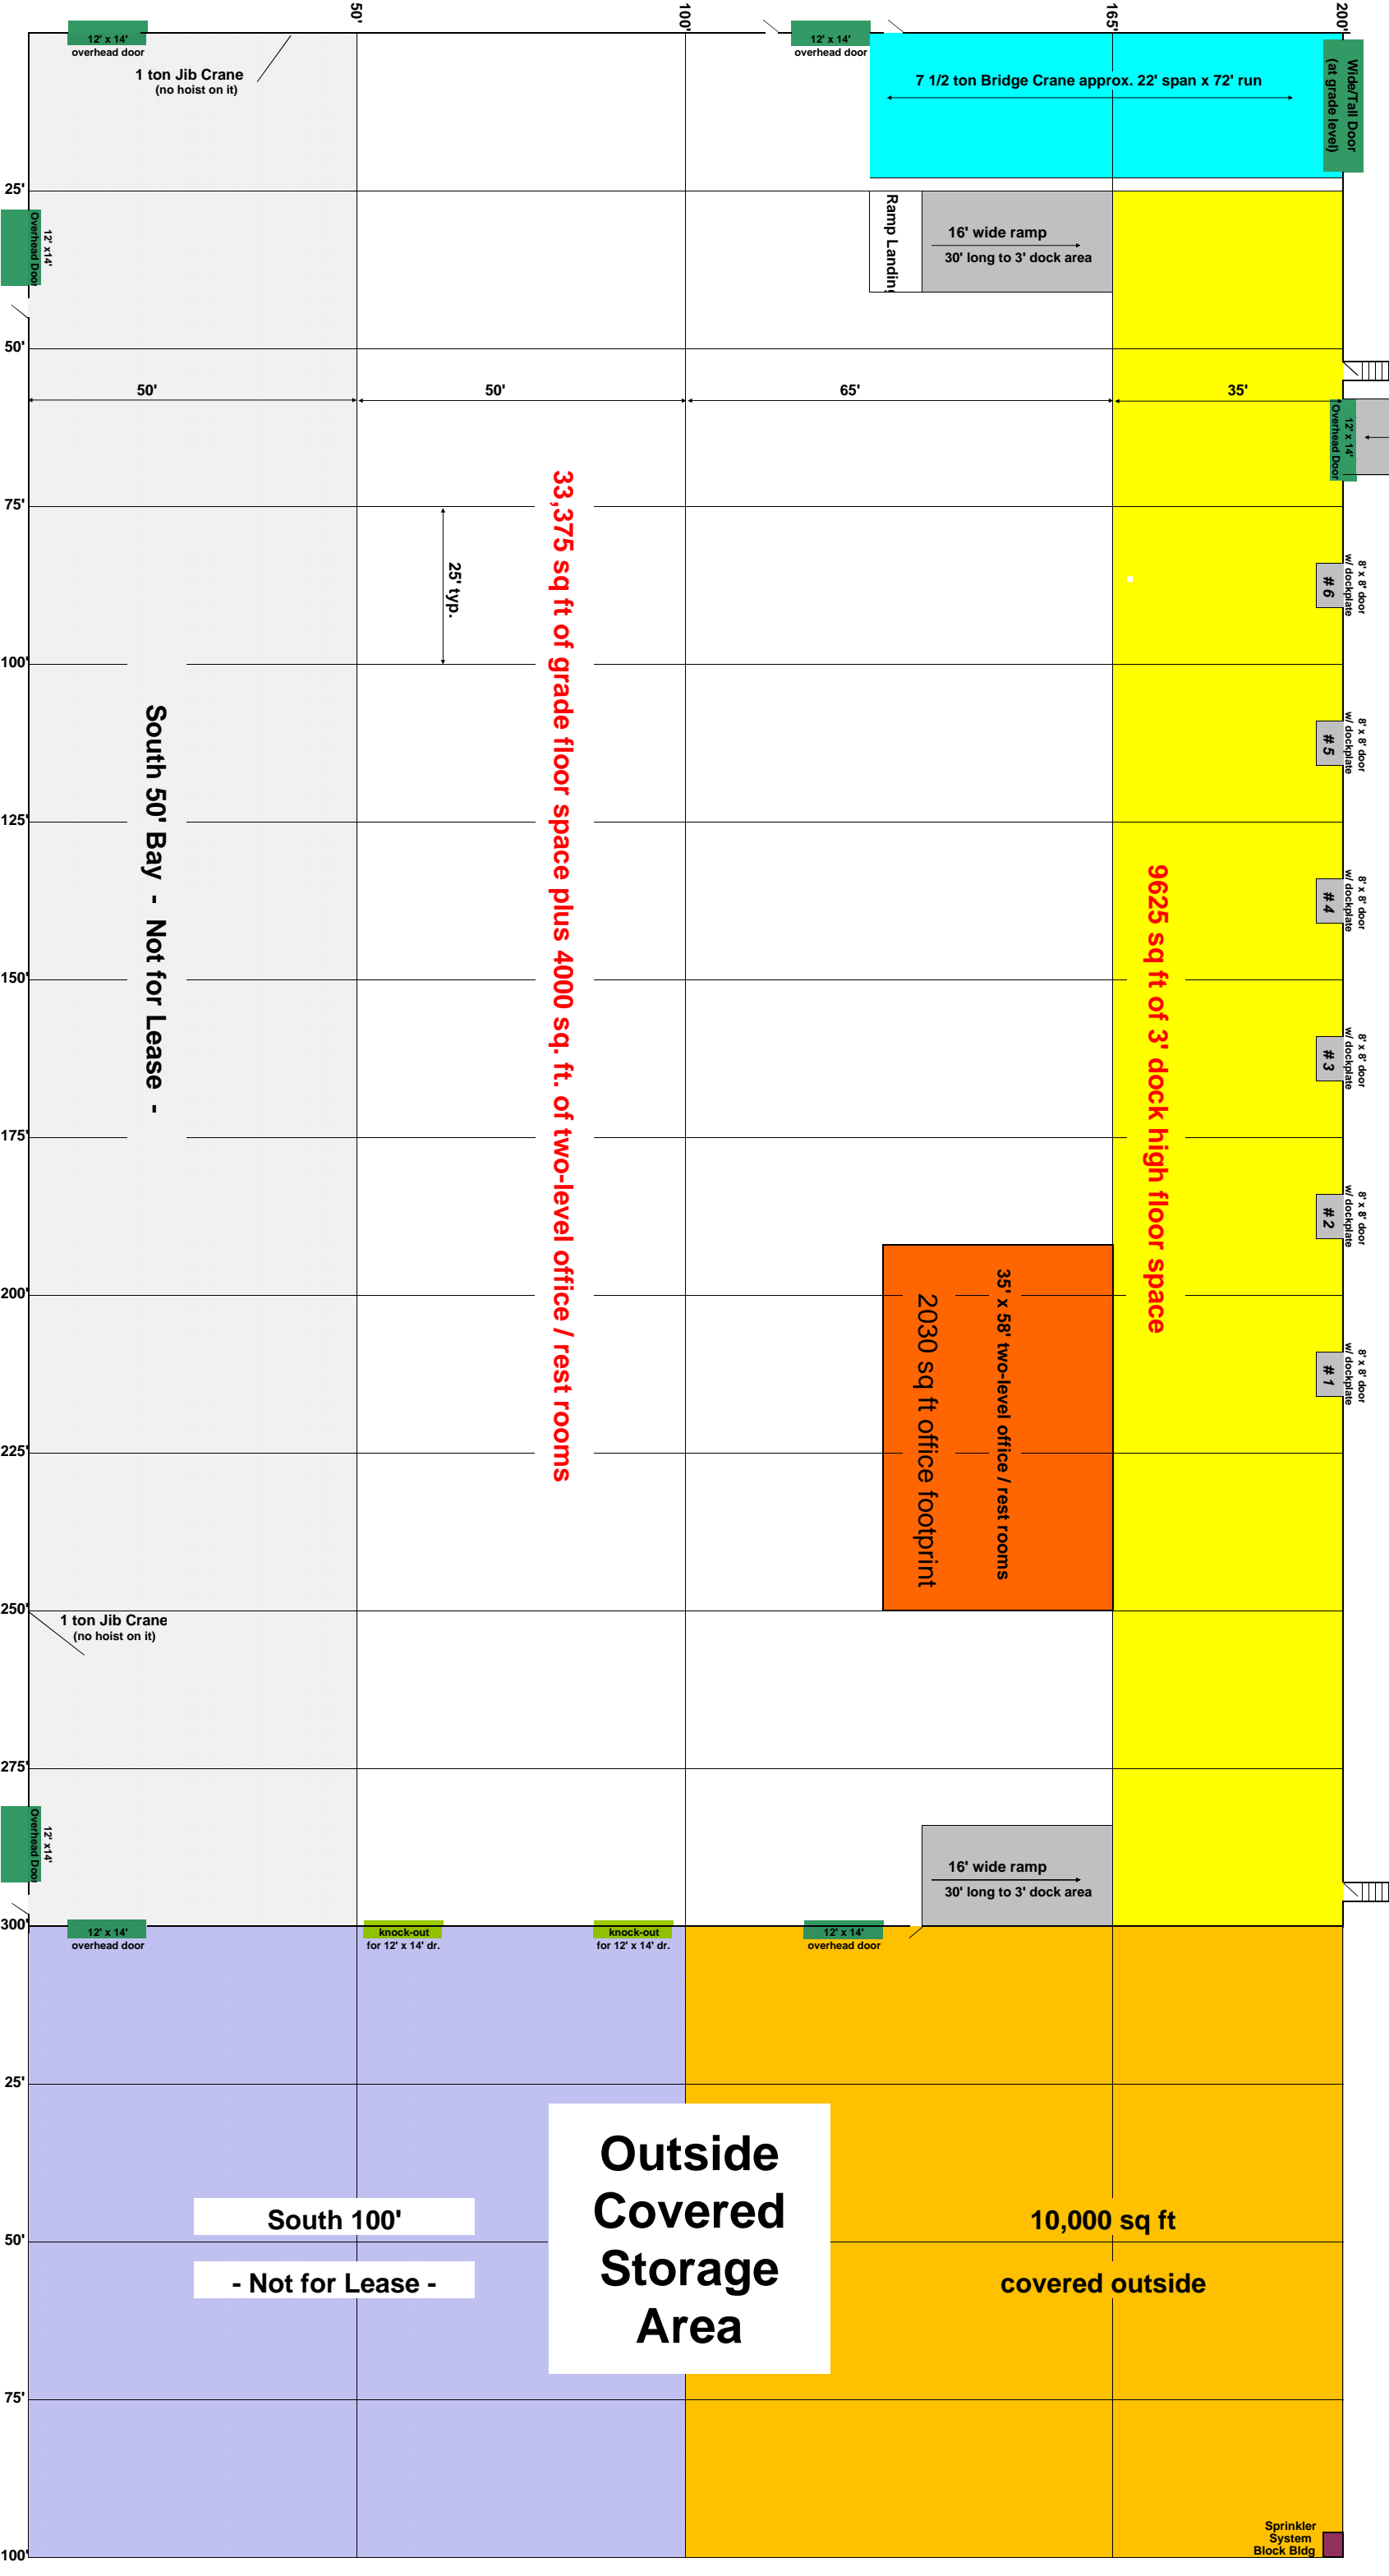 50'
100'
165'
200'
12' x 14'
overhead door
1 ton Jib Crane
(no hoist on it)
12' x 14'
overhead door
7 1/2 ton Bridge Crane approx. 22' span x 72' run
Wide/Tall Door
(at grade level)
25'
12' x14'
Overhead Door
Ramp Landing
16' wide ramp
30' long to 3' dock area
50'
50'
50'
65'
35'
12' x 14'
Overhead Door
75'
25' typ.
33,375 sq ft of grade floor space plus 4000 sq. ft. of two-level office / rest rooms
8' x 8' door
w/ dockplate
# 6
100'
South 50' Bay - Not for Lease -
8' x 8' door
w/ dockplate
# 5
125'
9625 sq ft of 3' dock high floor space
8' x 8' door
w/ dockplate
# 4
150'
8' x 8' door
w/ dockplate
# 3
175'
8' x 8' door
w/ dockplate
# 2
200'
35' x 58' two-level office / rest rooms
2030 sq ft office footprint
8' x 8' door
w/ dockplate
# 1
225'
250'
1 ton Jib Crane
(no hoist on it)
275'
12' x14'
Overhead Door
16' wide ramp
30' long to 3' dock area
300'
12' x 14'
overhead door
knock-out
for 12' x 14' dr.
knock-out
for 12' x 14' dr.
12' x 14'
overhead door
25'
Outside
Covered
Storage
Area
South 100'
- Not for Lease -
10,000 sq ft
covered outside
50'
75'
Sprinkler
System
Block Bldg
100'